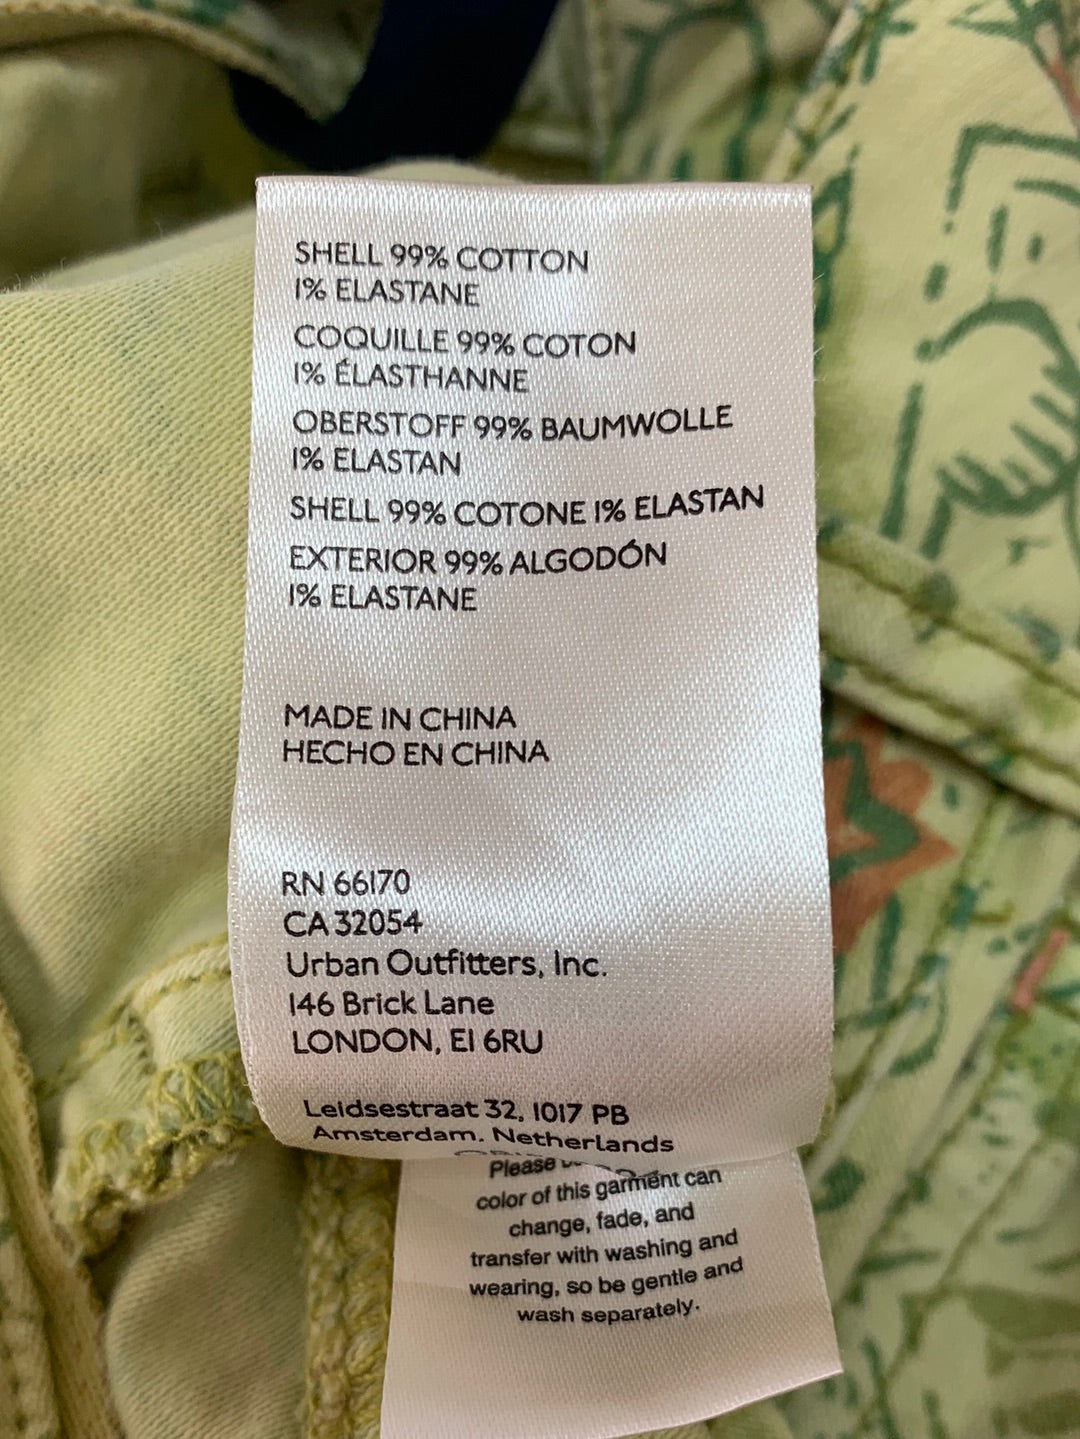 SHELL 99% COTTON
1% ELASTANE
COQUILLE 99% COTON
1% ÉLASTHANNE
OBERSTOFF 99% BAUMWOLLE
1% ELASTAN
SHELL 99% COTONE 1% ELASTAN
EXTERIOR 99% ALGODÓN
1% ELASTANE
MADE IN CHINA
HECHO EN CHINA
RN 66170
CA 32054
Urban Outfitters, Inc.
146 Brick Lane
LONDON, E1 6RU
Leidsestraat 32, 1017 PB
Amsterdam. Netherlands
Please
color of this garment can
change, fade, and
transfer with washing and
wearing, so be gentle and
wash separately.